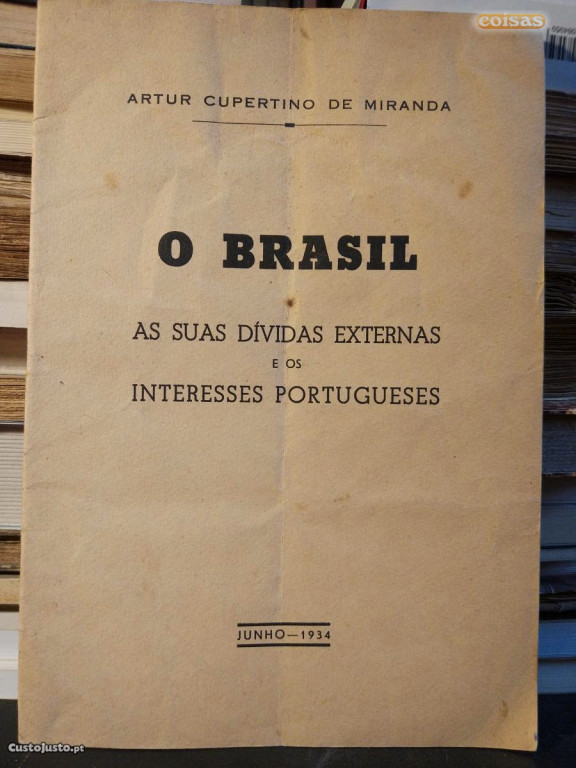 coisas
ARTUR CUPERTINO DE MIRANDA
O BRASIL
AS SUAS DÍVIDAS EXTERNAS
E OS
INTERESSES PORTUGUESES
JUNHO—1934
CustoJusto.pt